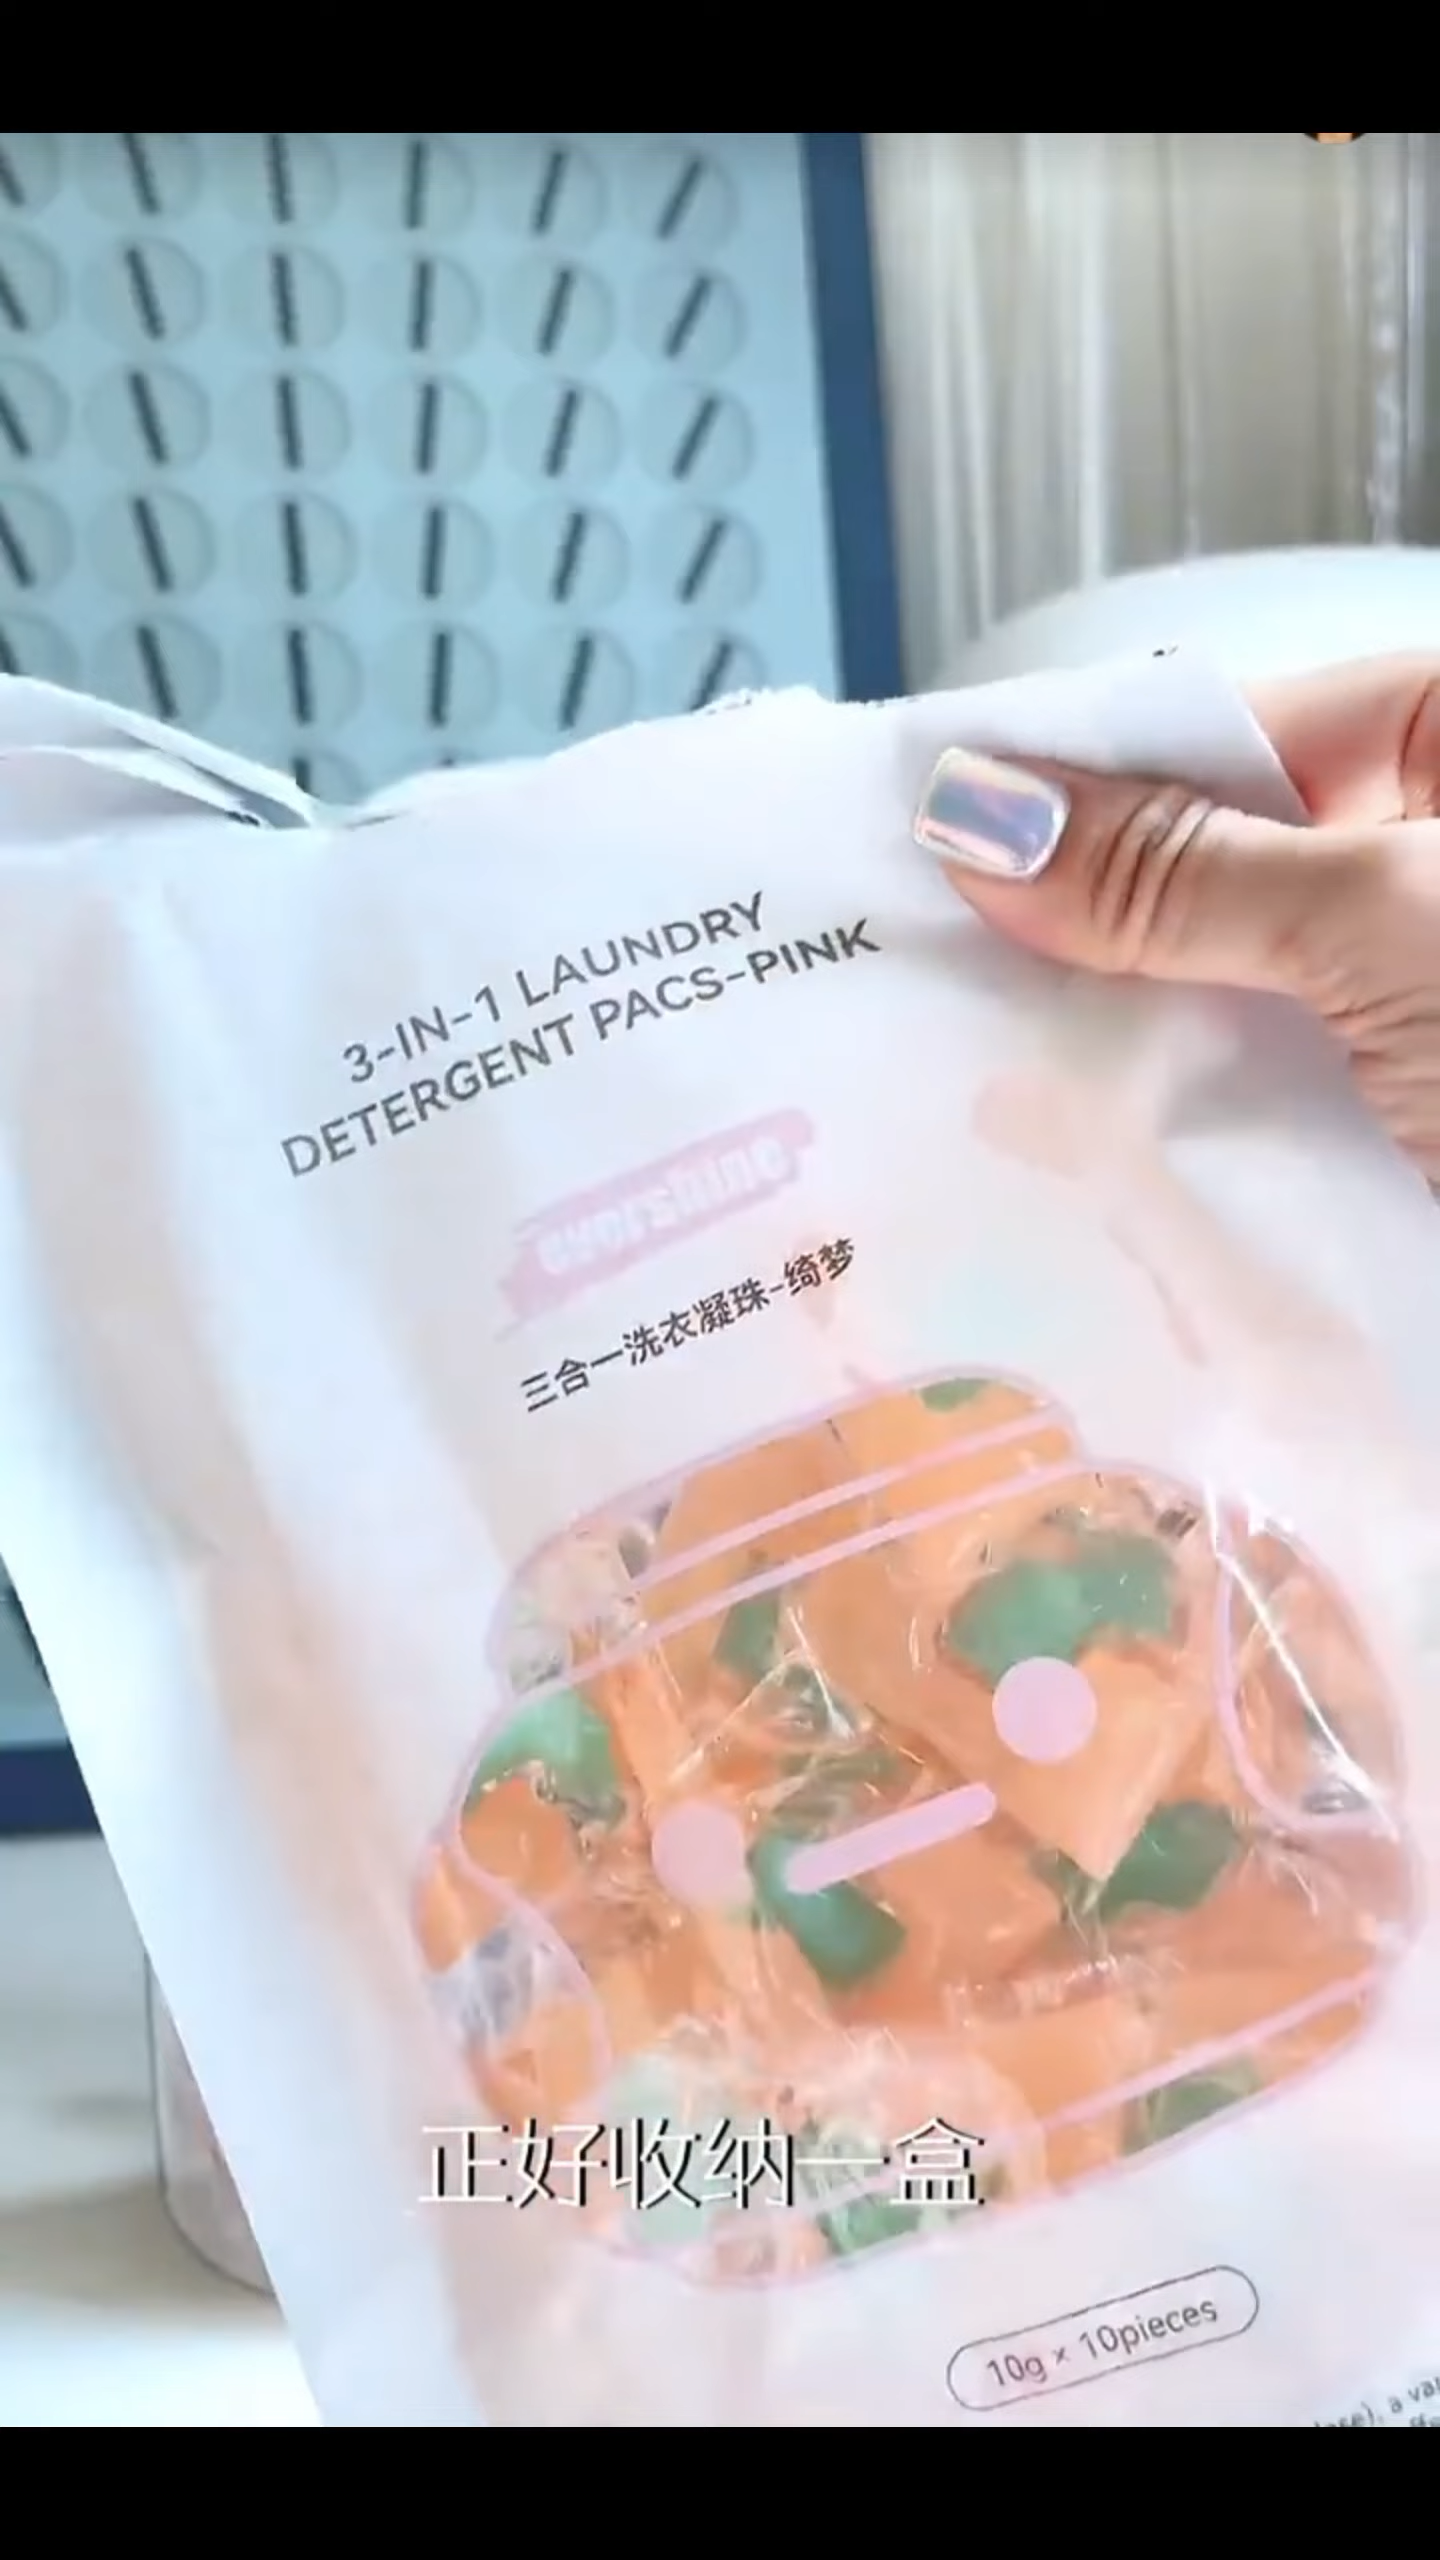 3-IN-1 LAUNDRY
DETERGENT PACS-PINK
evershine
三合一洗衣凝珠-绮梦
正好收纳一盒
10g × 10pieces
a